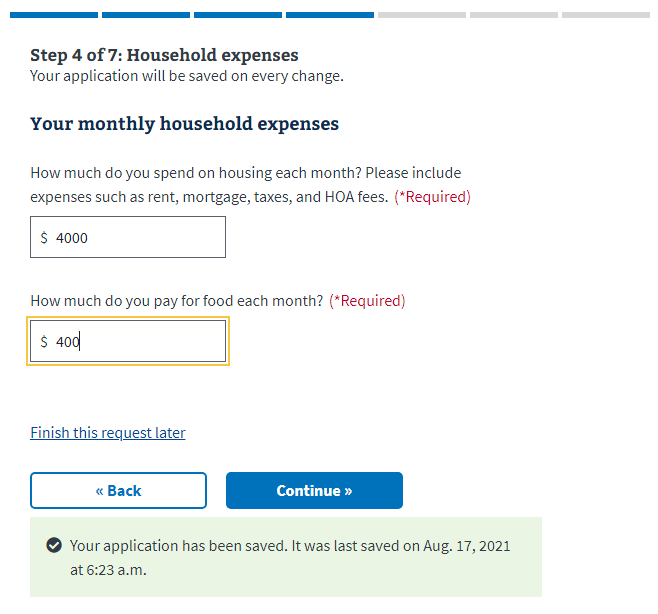 Step 4 of 7: Household expenses
Your application will be saved on every change.
Your monthly household expenses
How much do you spend on housing each month? Please include
expenses such as rent, mortgage, taxes, and HOA fees. (*Required)
$ 4000
How much do you pay for food each month? (*Required)
$ 400
Finish this request later
« Back
Continue »
Your application has been saved. It was last saved on Aug. 17, 2021
at 6:23 a.m.